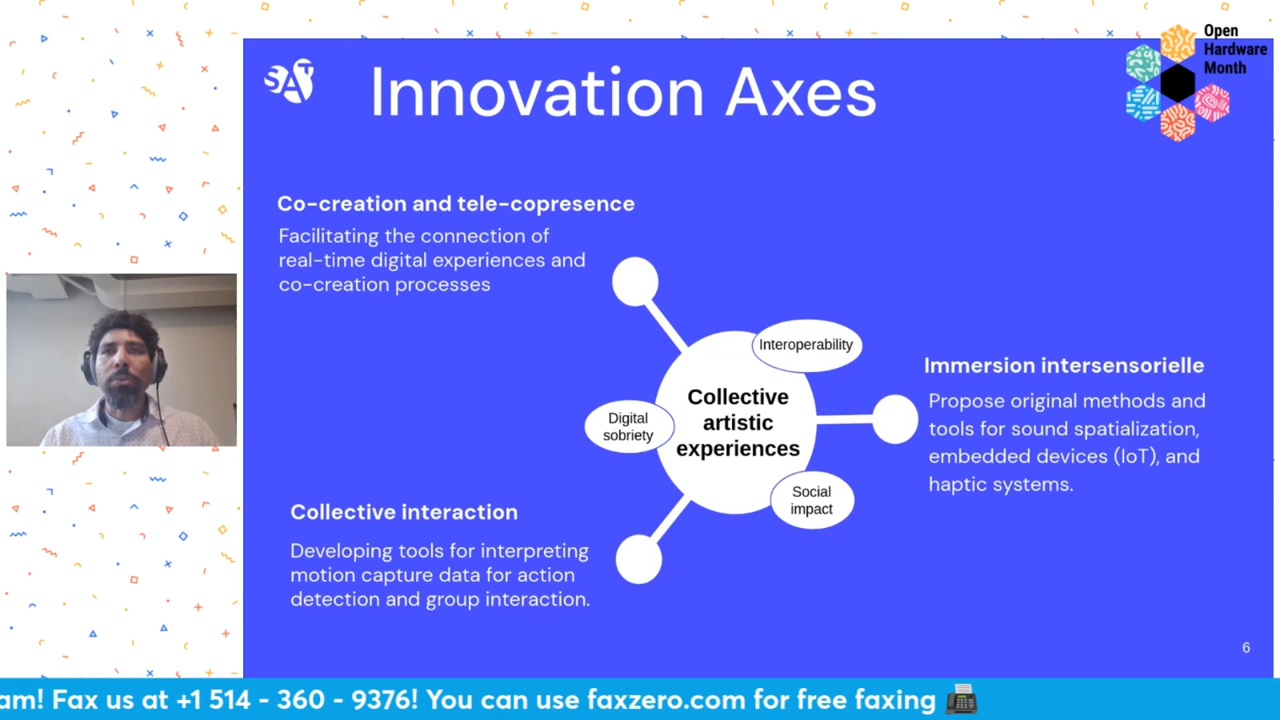 Open
Hardware
Month
SAT
Innovation Axes
Co-creation and tele-copresence
Facilitating the connection of
real-time digital experiences and
co-creation processes
Interoperability
Collective
artistic
experiences
Digital
sobriety
Social
impact
Immersion intersensorielle
Propose original methods and
tools for sound spatialization,
embedded devices (IoT), and
haptic systems.
Collective interaction
Developing tools for interpreting
motion capture data for action
detection and group interaction.
6
am! Fax us at +1 514 - 360 - 9376! You can use faxzero.com for free faxing